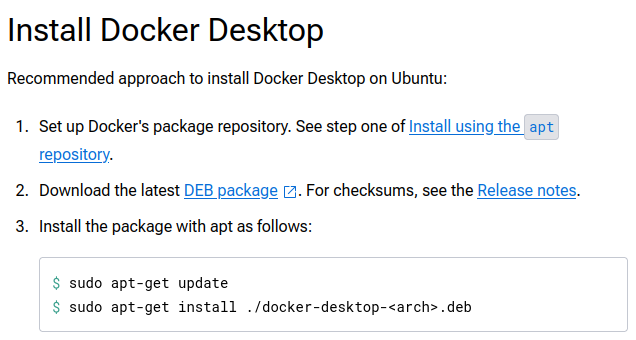 Install Docker Desktop
Recommended approach to install Docker Desktop on Ubuntu:
1. Set up Docker's package repository. See step one of Install using the apt
repository.
2. Download the latest DEB package. For checksums, see the Release notes.
3. Install the package with apt as follows:
$ sudo apt-get update
$ sudo apt-get install ./docker-desktop-<arch>.deb